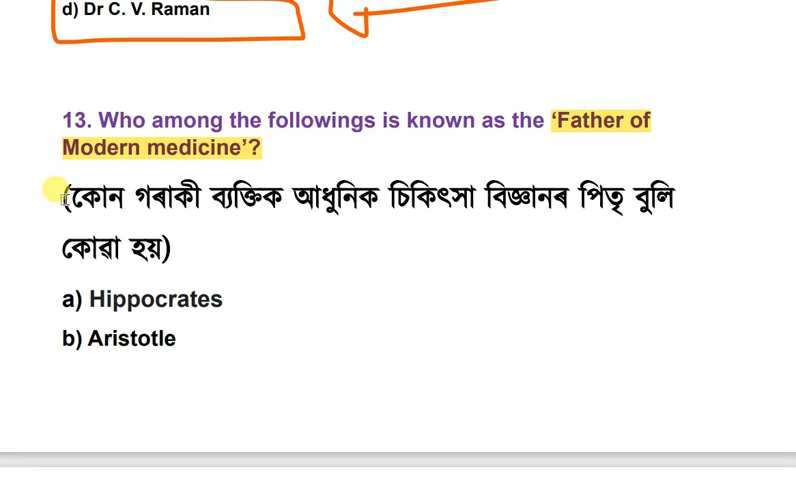 d) Dr C. V. Raman
13. Who among the followings is known as the ‘Father of
Modern medicine’?
(কোন গৰাকী ব্যক্তিক আধুনিক চিকিৎসা বিজ্ঞানৰ পিতৃ বুলি
কোৱা হয়)
a) Hippocrates
b) Aristotle